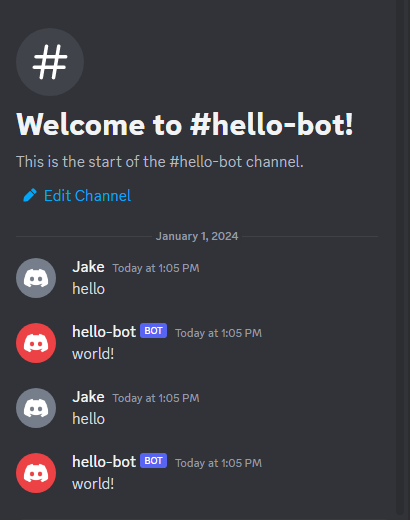 #
Welcome to #hello-bot!
This is the start of the #hello-bot channel.
Edit Channel
January 1, 2024
Jake Today at 1:05 PM
hello
hello-bot BOT Today at 1:05 PM
world!
Jake Today at 1:05 PM
hello
hello-bot BOT Today at 1:05 PM
world!